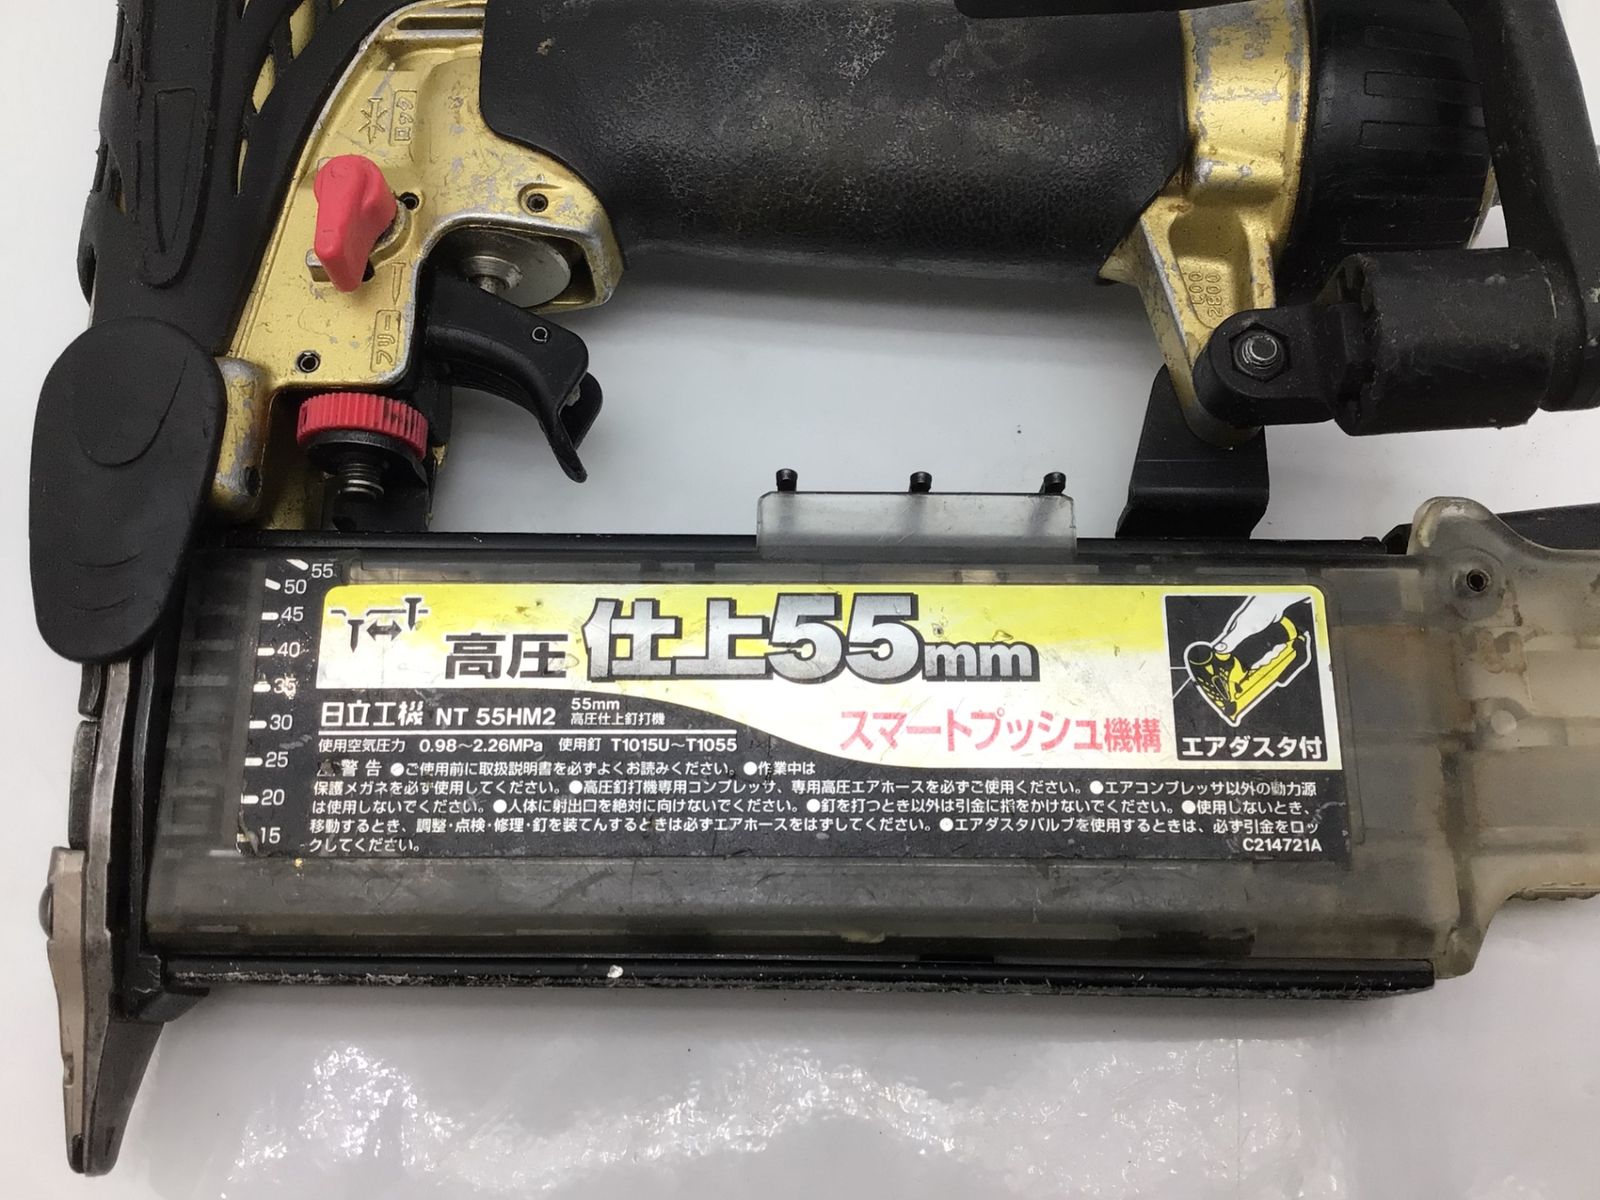 ロック
フリー
55
50
45
40
35
30
25
20
15
高圧 仕上55mm
日立工機 NT 55HM2 55mm 高圧仕上釘打機
スマートプッシュ機構
エアダスタ付
使用空気圧力 0.98～2.26MPa 使用釘 T1015U～T1055
警告 ●ご使用前に取扱説明書を必ずよくお読みください。●作業中は
保護メガネを必ず使用してください。●高圧釘打機専用コンプレッサ、専用高圧エアホースを必ずご使用ください。●エアコンプレッサ以外の動力源
は使用しないでください。●人体に射出口を絶対に向けないでください。●釘を打つとき以外は引金に指をかけないでください。●使用しないとき、
移動するとき、調整・点検・修理・釘を装てんするときは必ずエアホースをはずしてください。●エアダスタバルブを使用するときは、必ず引金をロッ
クしてください。
C214721A